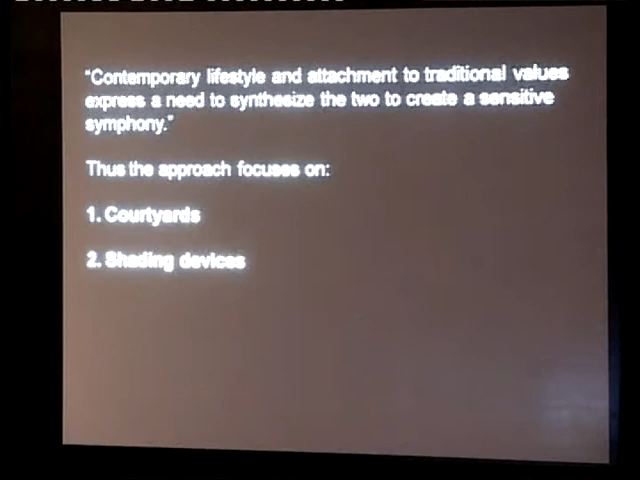 "Contemporary lifestyle and attachment to traditional values
express a need to synthesize the two to create a sensitive
symphony."
Thus the approach focuses on:
1. Courtyards
2. Shading devices